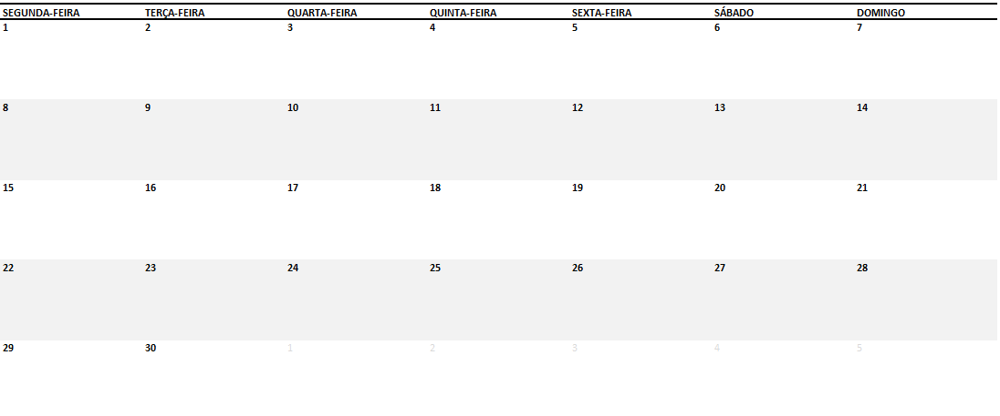 SEGUNDA-FEIRA TERÇA-FEIRA QUARTA-FEIRA QUINTA-FEIRA SEXTA-FEIRA SÁBADO DOMINGO
1 2 3 4 5 6 7
8 9 10 11 12 13 14
15 16 17 18 19 20 21
22 23 24 25 26 27 28
29 30 1 2 3 4 5